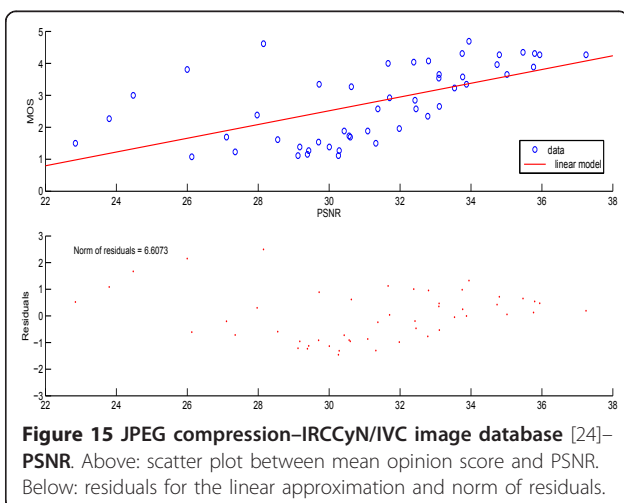 5
4
3
2
1
0
MOS
22 24 26 28 30 32 34 36 38
PSNR
data
linear model
3
2
1
0
−1
−2
−3
Residuals
Norm of residuals = 6.6073
22 24 26 28 30 32 34 36 38
Figure 15 JPEG compression–IRCCyN/IVC image database [24]–
PSNR. Above: scatter plot between mean opinion score and PSNR.
Below: residuals for the linear approximation and norm of residuals.